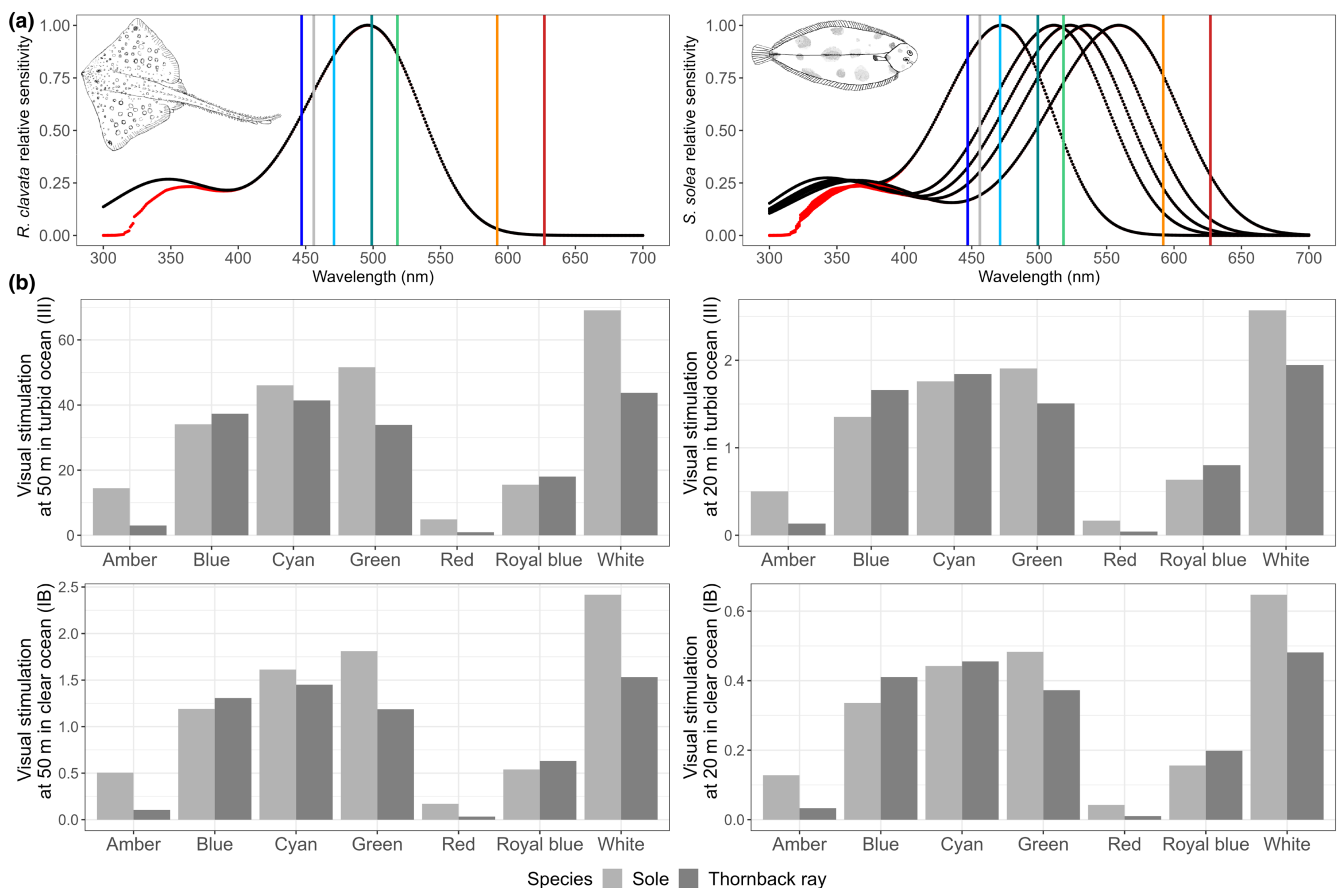 (a)
R. clavata relative sensitivity
1.00
0.75
0.50
0.25
0.00
300 350 400 450 500 550 600 650 700
Wavelength (nm)
S. solea relative sensitivity
1.00
0.75
0.50
0.25
0.00
300 350 400 450 500 550 600 650 700
Wavelength (nm)
(b)
Visual stimulation
at 50 m in turbid ocean (III)
60
40
20
0
Amber Blue Cyan Green Red Royal blue White
Visual stimulation
at 20 m in turbid ocean (III)
2
1
0
Amber Blue Cyan Green Red Royal blue White
Visual stimulation
at 50 m in clear ocean (IB)
2.5
2.0
1.5
1.0
0.5
0.0
Amber Blue Cyan Green Red Royal blue White
Visual stimulation
at 20 m in clear ocean (IB)
0.6
0.4
0.2
0.0
Amber Blue Cyan Green Red Royal blue White
Species Sole Thornback ray